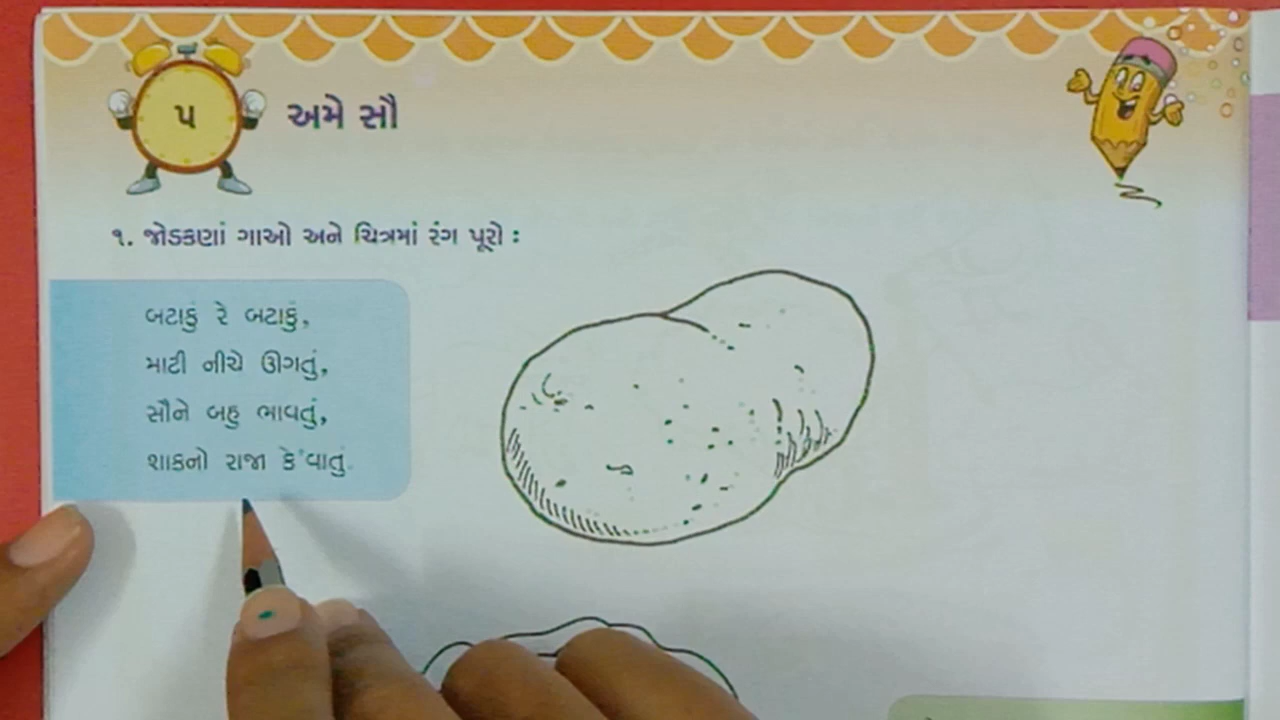 ૫
અમે સૌ
૧. જોડકણાં ગાઓ અને ચિત્રમાં રંગ પૂરો :
બટાકું રે બટાકું,
માટી નીચે ઊગતું,
સૌને બહુ ભાવતું,
શાકનો રાજા કે'વાતું.